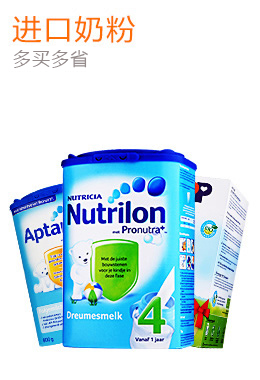 进口奶粉
多买多省
NUTRICIA
Nutrilon
met Pronutra+
Met de juiste
bouwstenen
voor je kindje in
deze fase
Dreumesmelk
4
Vanaf 1 jaar
Apta
800 g